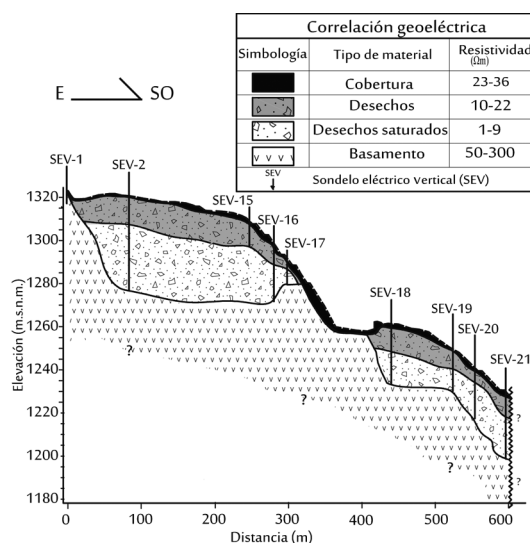 Correlación geoeléctrica
Simbología Tipo de material Resistividad (Ωm)
Cobertura 23-36
Desechos 10-22
Desechos saturados 1-9
Basamento 50-300
SEV Sondelo eléctrico vertical (SEV)
E SO
SEV-1
SEV-2
SEV-15
SEV-16
SEV-17
SEV-18
SEV-19
SEV-20
SEV-21
Elevación (m.s.n.m.)
1320
1300
1280
1260
1240
1220
1200
1180
?
?
?
?
?
?
0 100 200 300 400 500 600
Distancia (m)